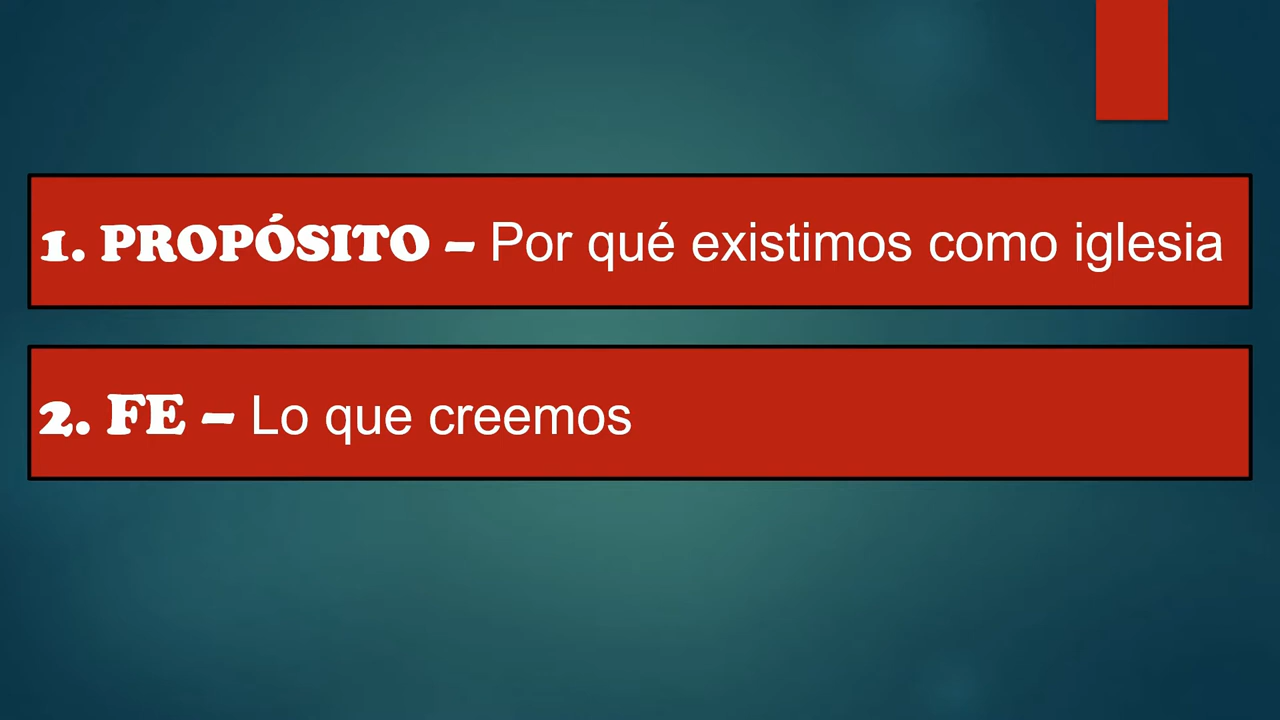 1. PROPÓSITO – Por qué existimos como iglesia
2. FE – Lo que creemos